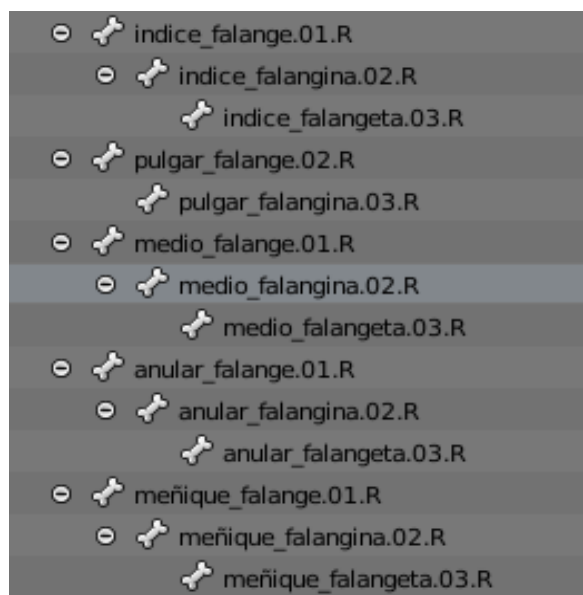 indice_falange.01.R
indice_falangina.02.R
indice_falangeta.03.R
pulgar_falange.02.R
pulgar_falangina.03.R
medio_falange.01.R
medio_falangina.02.R
medio_falangeta.03.R
anular_falange.01.R
anular_falangina.02.R
anular_falangeta.03.R
meñique_falange.01.R
meñique_falangina.02.R
meñique_falangeta.03.R